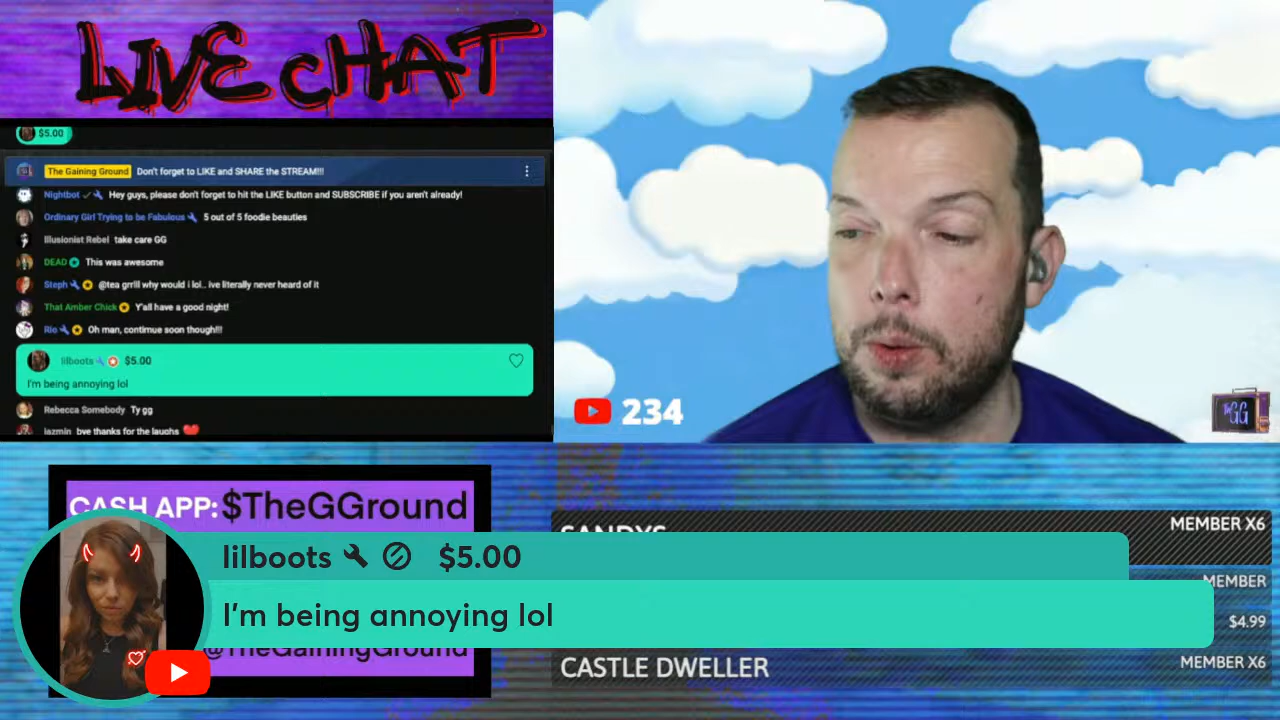 LIVE CHAT
$5.00
The Gaining Ground Don't forget to LIKE and SHARE the STREAM!!!
Nightbot Hey guys, please don't forget to hit the LIKE button and SUBSCRIBE if you aren't already!
Ordinary Girl Trying to be Fabulous 5 out of 5 foodie beauties
Illusionist Rebel take care GG
DEAD This was awesome
Steph @tea grrlll why would i lol.. ive literally never heard of it
That Amber Chick Y'all have a good night!
Rio Oh man, continue soon though!!!
lilboots $5.00
I'm being annoying lol
Rebecca Somebody Ty gg
jazmin bye thanks for the laughs
234
The GG
CASH APP: $TheGGround
SANDYS MEMBER X6
lilboots $5.00
MEMBER
I'm being annoying lol
$4.99
@TheGainingGround
CASTLE DWELLER MEMBER X6